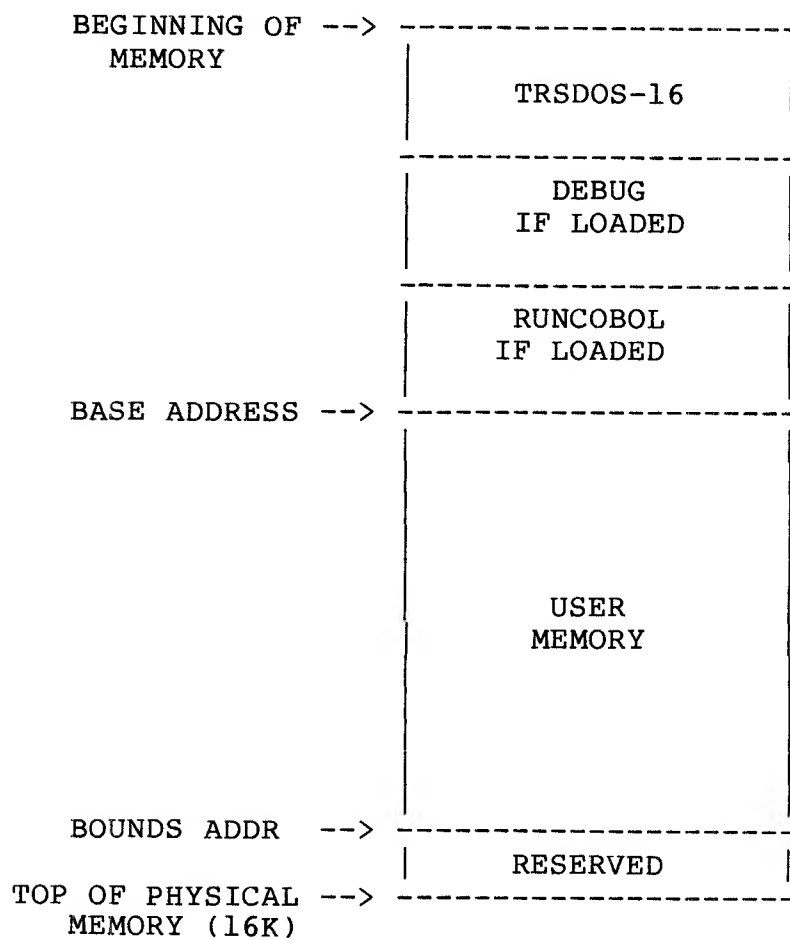 BEGINNING OF -->
MEMORY
TRSDOS-16
DEBUG
IF LOADED
RUNCOBOL
IF LOADED
BASE ADDRESS -->
USER
MEMORY
BOUNDS ADDR -->
RESERVED
TOP OF PHYSICAL -->
MEMORY (16K)